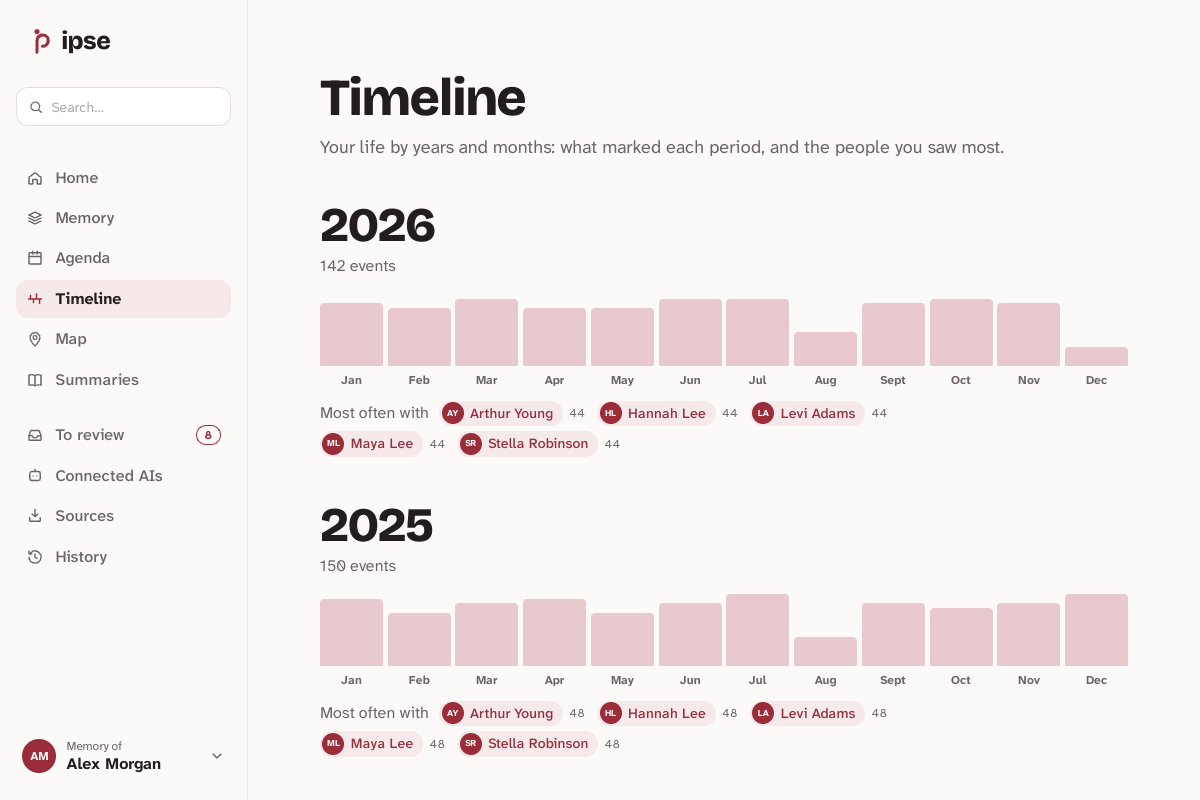 ipse
Search...
Home
Memory
Agenda
Timeline
Map
Summaries
To review 8
Connected AIs
Sources
History
AM Memory of
Alex Morgan
Timeline
Your life by years and months: what marked each period, and the people you saw most.
2026
142 events
Jan Feb Mar Apr May Jun Jul Aug Sept Oct Nov Dec
Most often with AY Arthur Young 44 HL Hannah Lee 44 LA Levi Adams 44
ML Maya Lee 44 SR Stella Robinson 44
2025
150 events
Jan Feb Mar Apr May Jun Jul Aug Sept Oct Nov Dec
Most often with AY Arthur Young 48 HL Hannah Lee 48 LA Levi Adams 48
ML Maya Lee 48 SR Stella Robinson 48